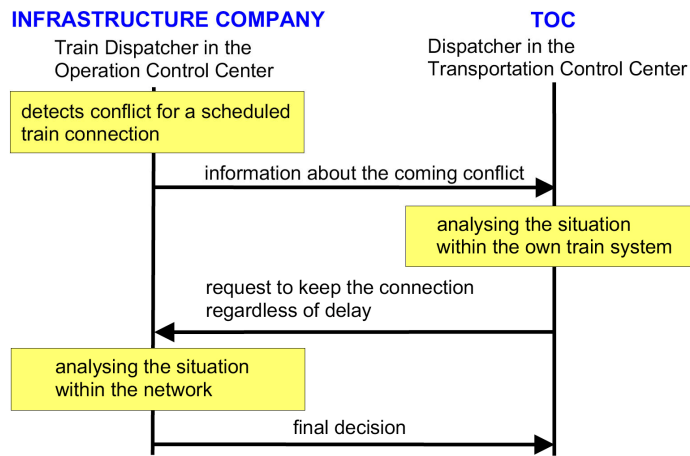 INFRASTRUCTURE COMPANY
TOC
Train Dispatcher in the
Operation Control Center
Dispatcher in the
Transportation Control Center
detects conflict for a scheduled
train connection
information about the coming conflict
analysing the situation
within the own train system
request to keep the connection
regardless of delay
analysing the situation
within the network
final decision